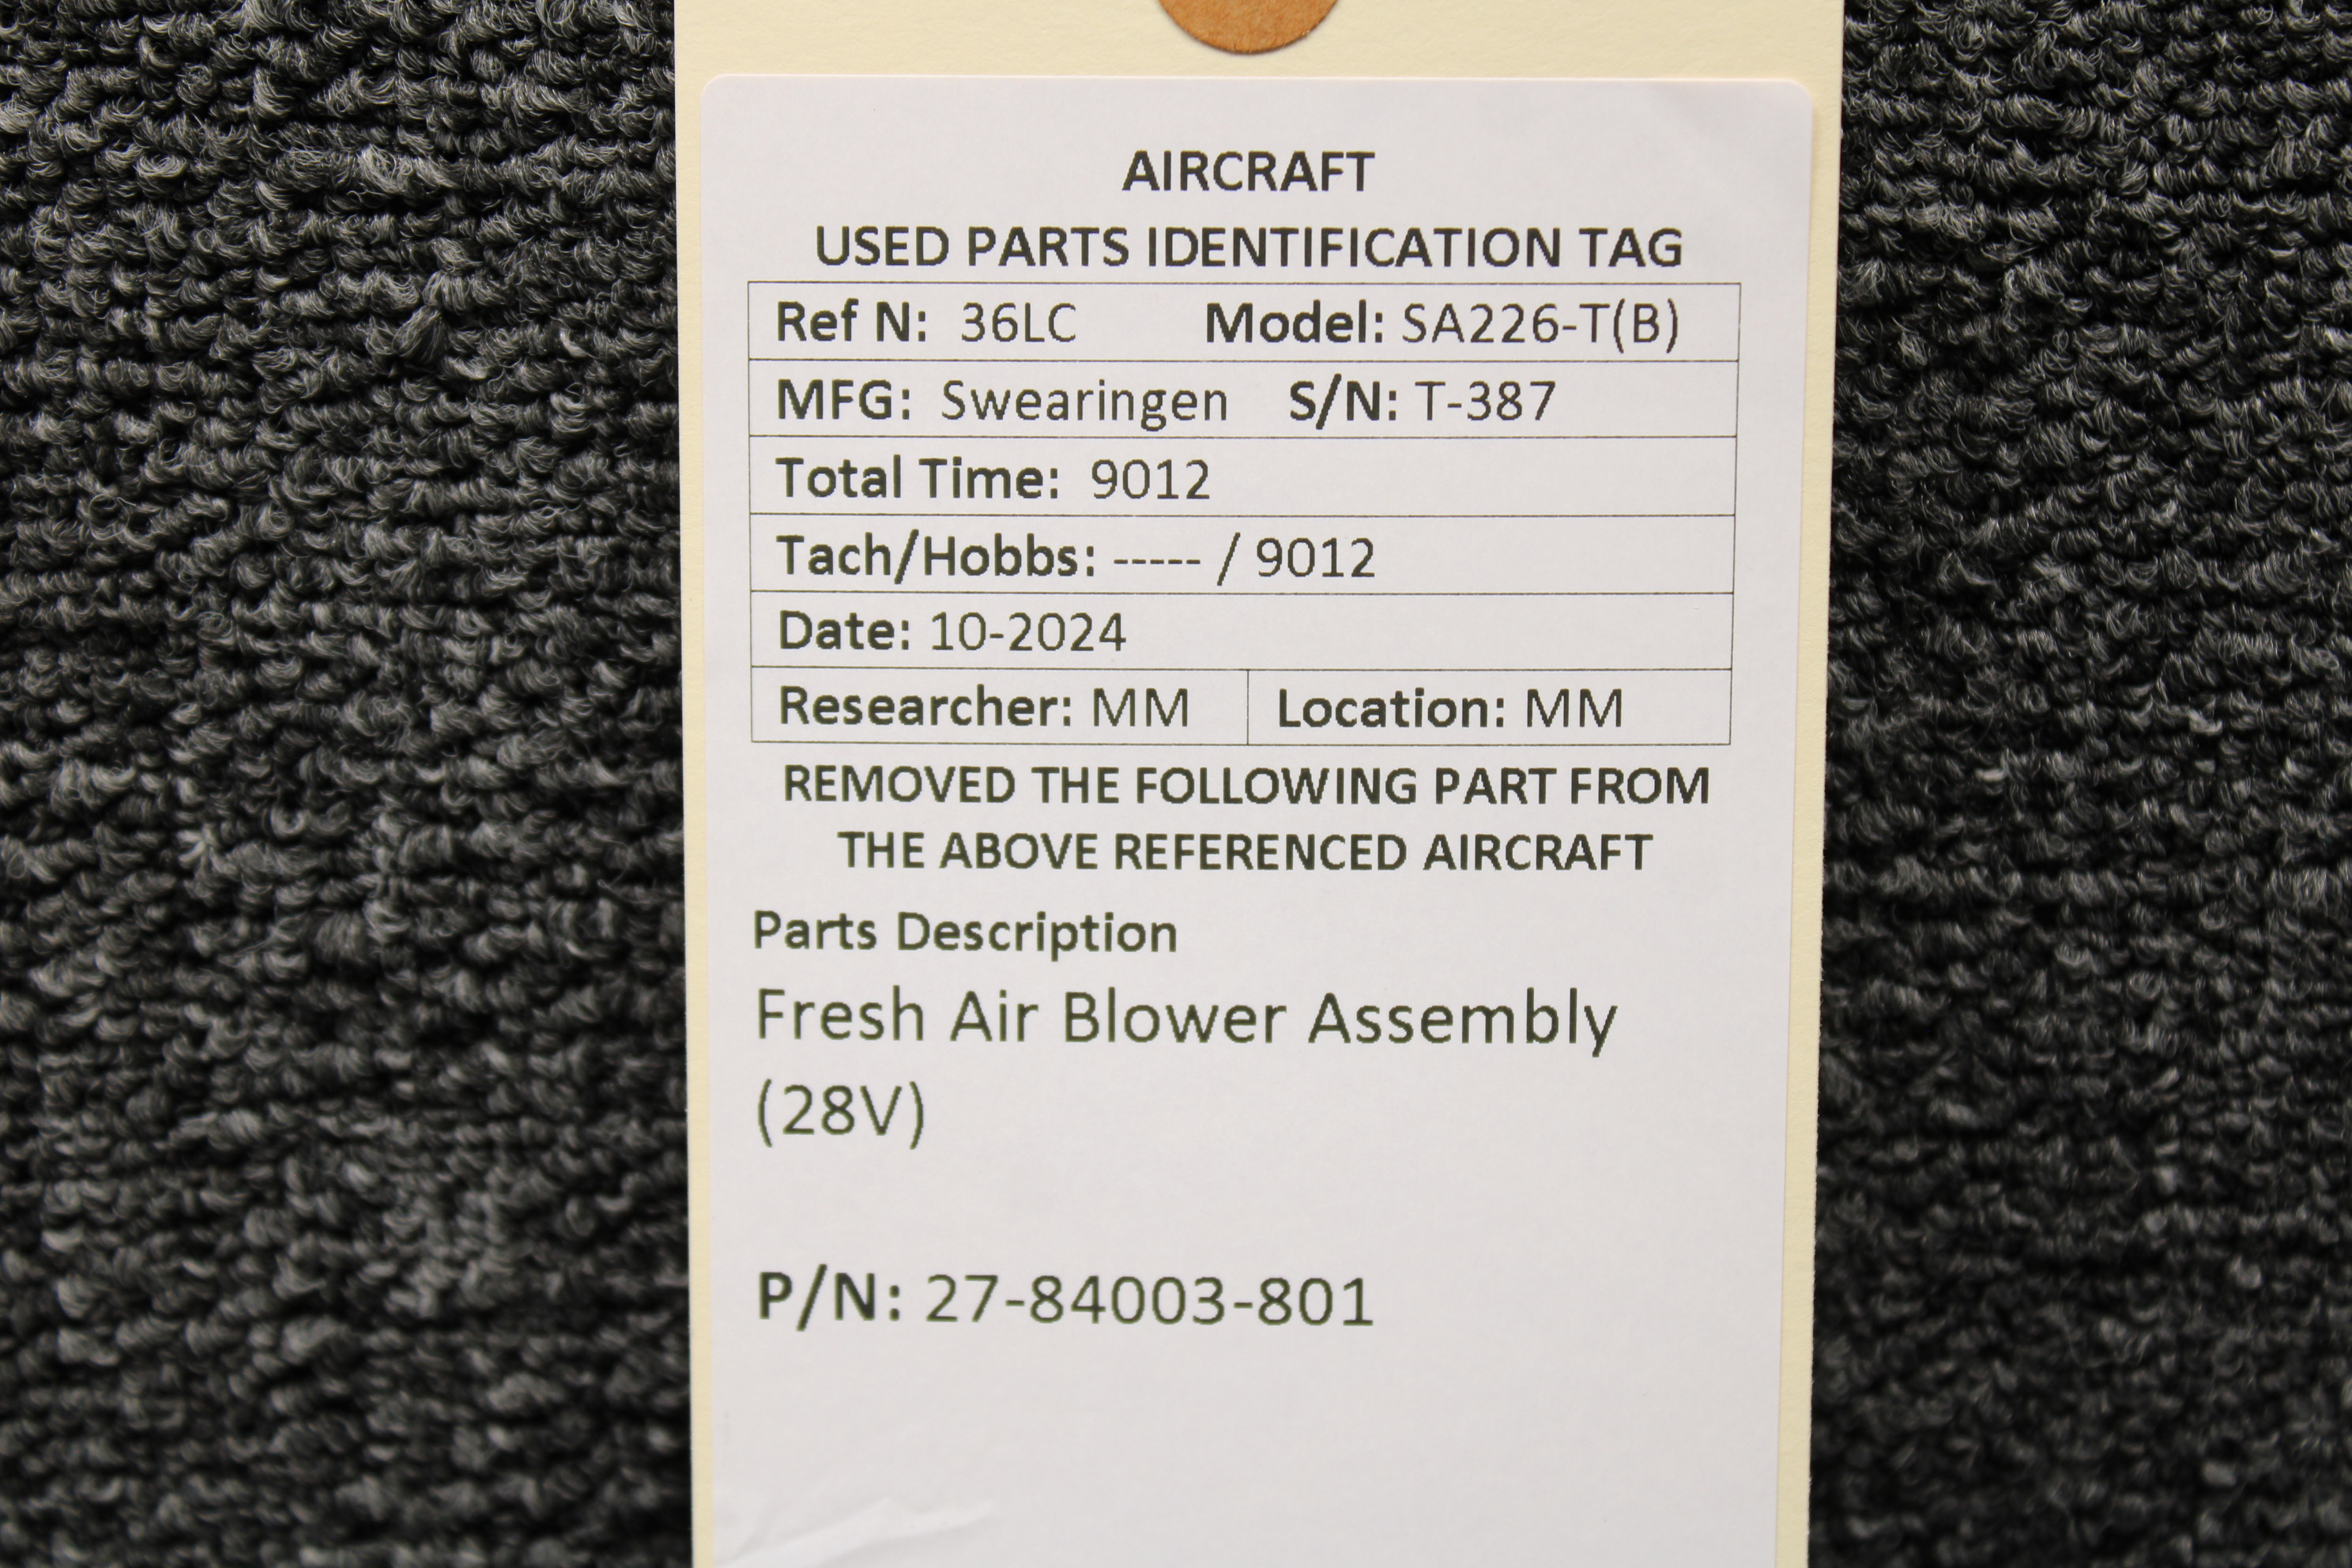 AIRCRAFT
USED PARTS IDENTIFICATION TAG
Ref N: 36LC Model: SA226-T(B)
MFG: Swearingen S/N: T-387
Total Time: 9012
Tach/Hobbs: ----- / 9012
Date: 10-2024
Researcher: MM Location: MM
REMOVED THE FOLLOWING PART FROM
THE ABOVE REFERENCED AIRCRAFT
Parts Description
Fresh Air Blower Assembly
(28V)
P/N: 27-84003-801